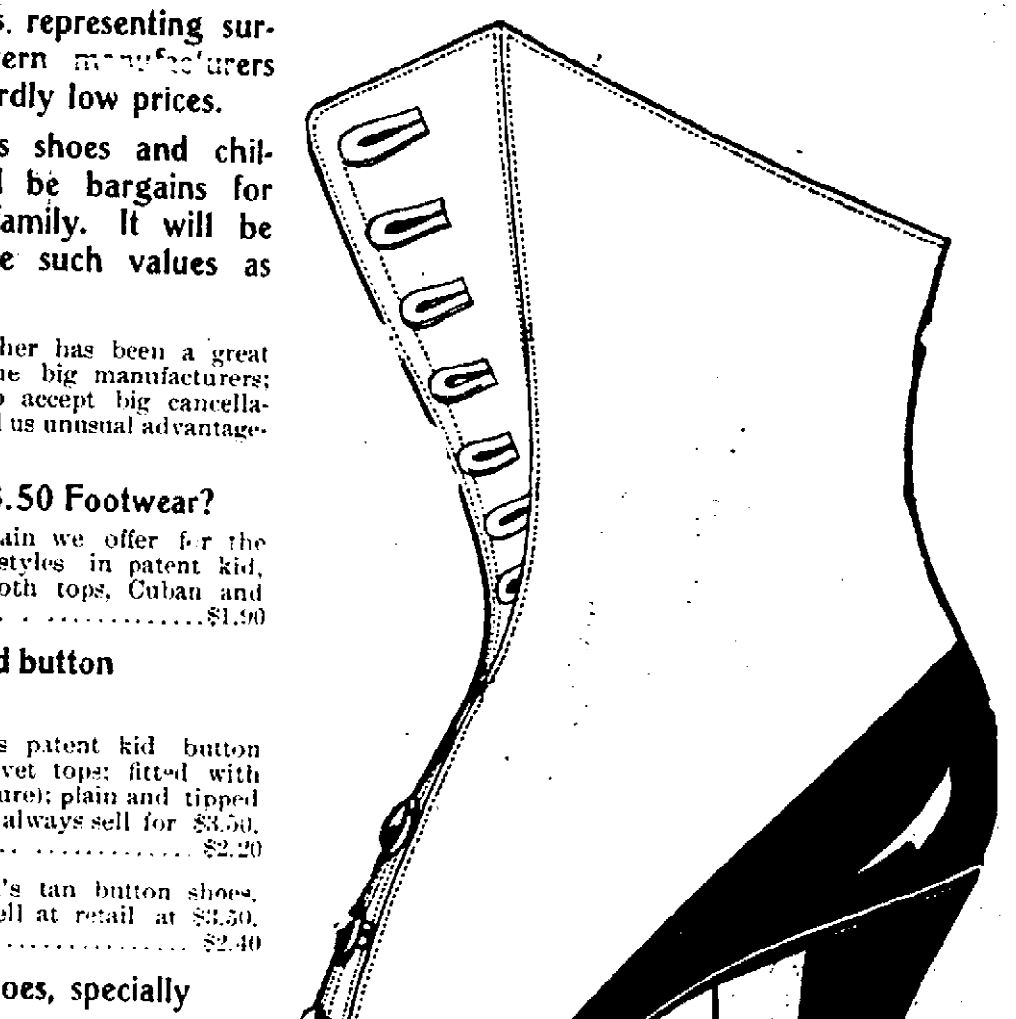 s. representing sur-
ern manufacturers
rdly low prices.
s shoes and chil-
l be bargains for
amily. It will be
e such values as
her has been a great
he big manufacturers;
o accept big cancella-
l us unusual advantage-
3.50 Footwear?
ain we offer for the
styles in patent kid,
oth tops, Cuban and
. . .............$1.90
d button
s patent kid button
vet tops; fitted with
ure); plain and tipped
always sell for $3.50.
.. ............. $2.20
l's tan button shoes,
ell at retail at $3.50.
................ $2.40
oes, specially